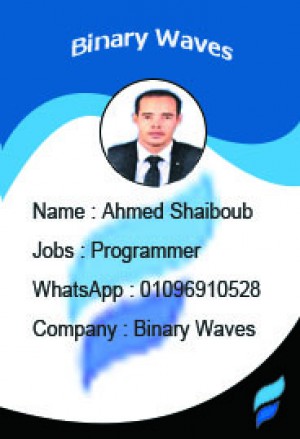 Binary Waves
Name : Ahmed Shaiboub
Jobs : Programmer
WhatsApp : 01096910528
Company : Binary Waves